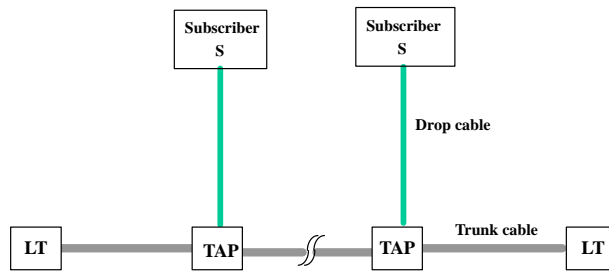 Subscriber
S
Subscriber
S
Drop cable
Trunk cable
LT
TAP
TAP
LT